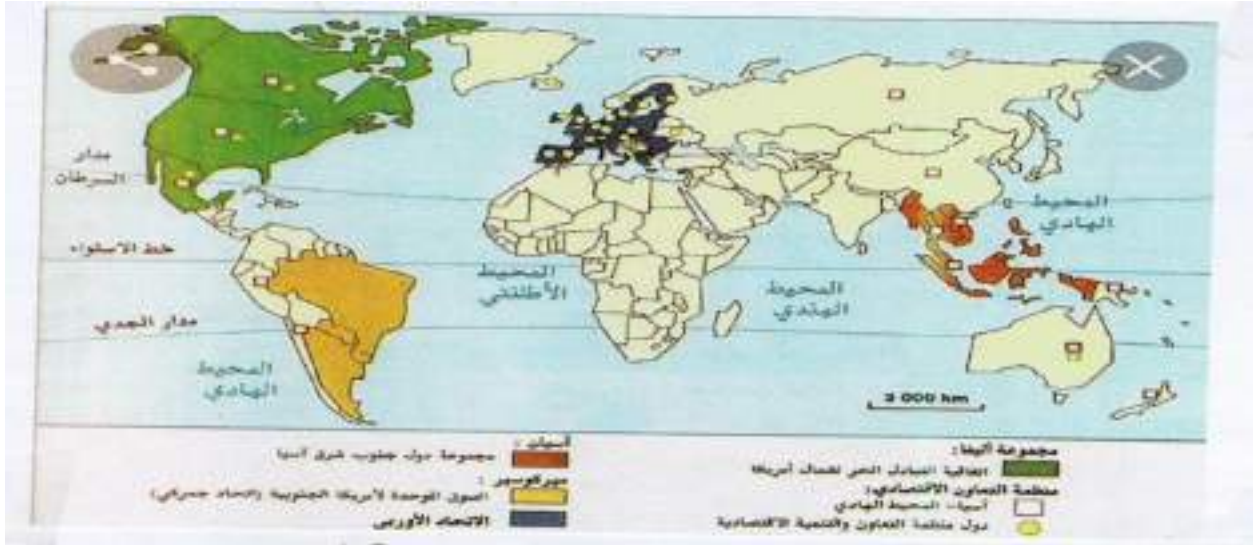 مدار
السرطان
المحيط
الهادي
خط الاستواء
المحيط
الأطلنتي
المحيط
الهندي
مدار الجدي
المحيط
الهادي
2 000 km
مجموعة أليفا:
اتفاقية التبادل الحر لشمال أمريكا
منظمة التعاون الاقتصادي:
آسيا- المحيط الهادي
دول منظمة التعاون والتنمية الاقتصادية
آسيان :
مجموعة دول جنوب شرق آسيا
ميركوسير :
السوق الموحدة لأمريكا الجنوبية (اتحاد جمركي)
الاتحاد الأوربي